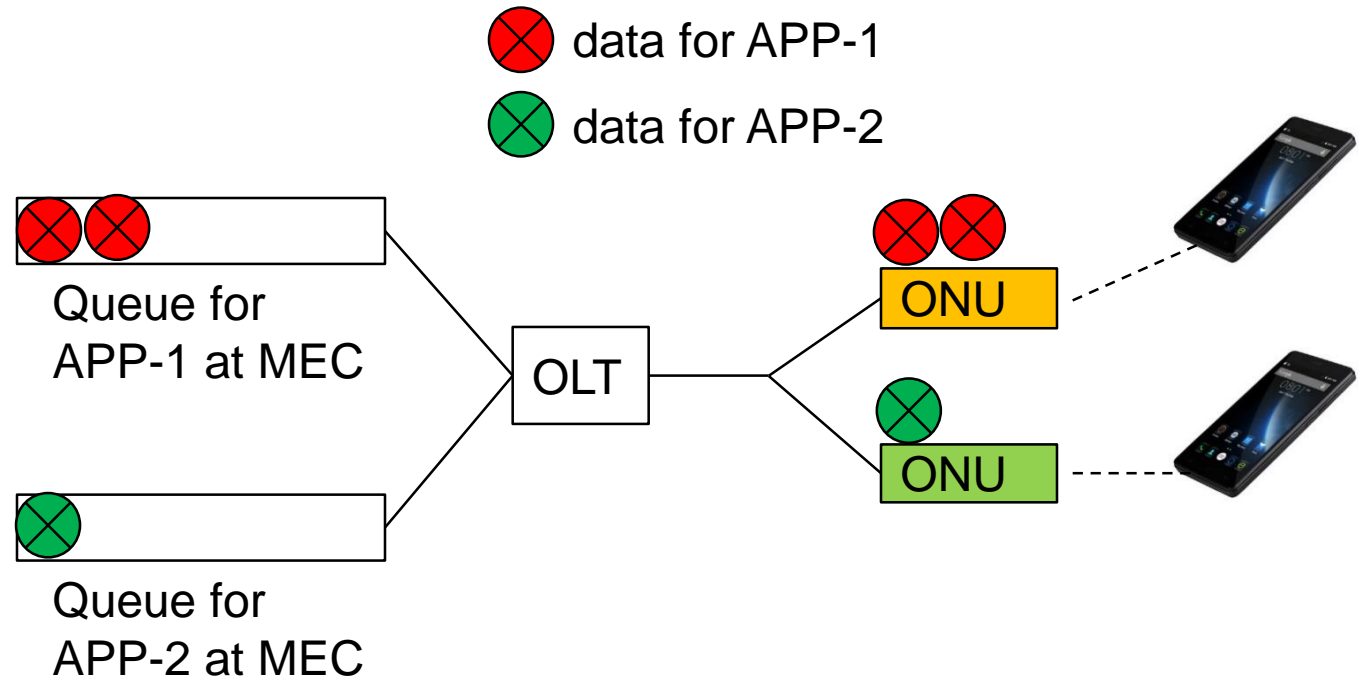 data for APP-1
data for APP-2
Queue for
APP-1 at MEC
OLT
ONU
ONU
Queue for
APP-2 at MEC